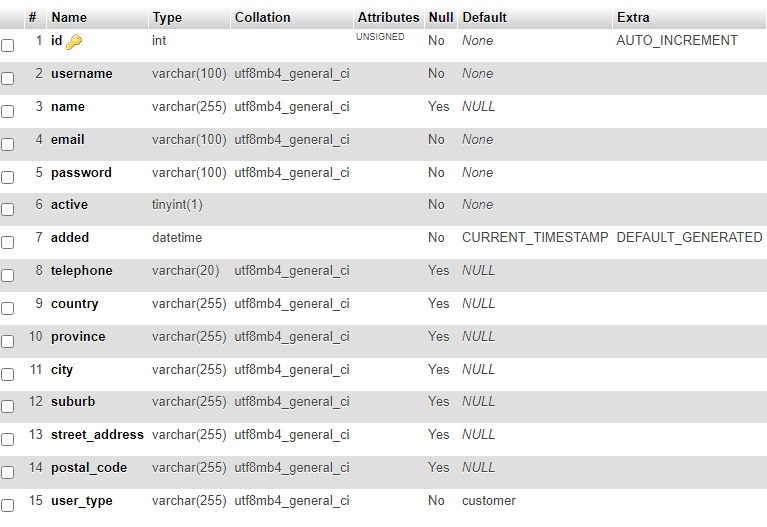 # Name Type Collation Attributes Null Default Extra
1 id int UNSIGNED No None AUTO_INCREMENT
2 username varchar(100) utf8mb4_general_ci No None
3 name varchar(255) utf8mb4_general_ci Yes NULL
4 email varchar(100) utf8mb4_general_ci No None
5 password varchar(100) utf8mb4_general_ci No None
6 active tinyint(1) No None
7 added datetime No CURRENT_TIMESTAMP DEFAULT_GENERATED
8 telephone varchar(20) utf8mb4_general_ci Yes NULL
9 country varchar(255) utf8mb4_general_ci Yes NULL
10 province varchar(255) utf8mb4_general_ci Yes NULL
11 city varchar(255) utf8mb4_general_ci Yes NULL
12 suburb varchar(255) utf8mb4_general_ci Yes NULL
13 street_address varchar(255) utf8mb4_general_ci Yes NULL
14 postal_code varchar(255) utf8mb4_general_ci Yes NULL
15 user_type varchar(255) utf8mb4_general_ci No customer